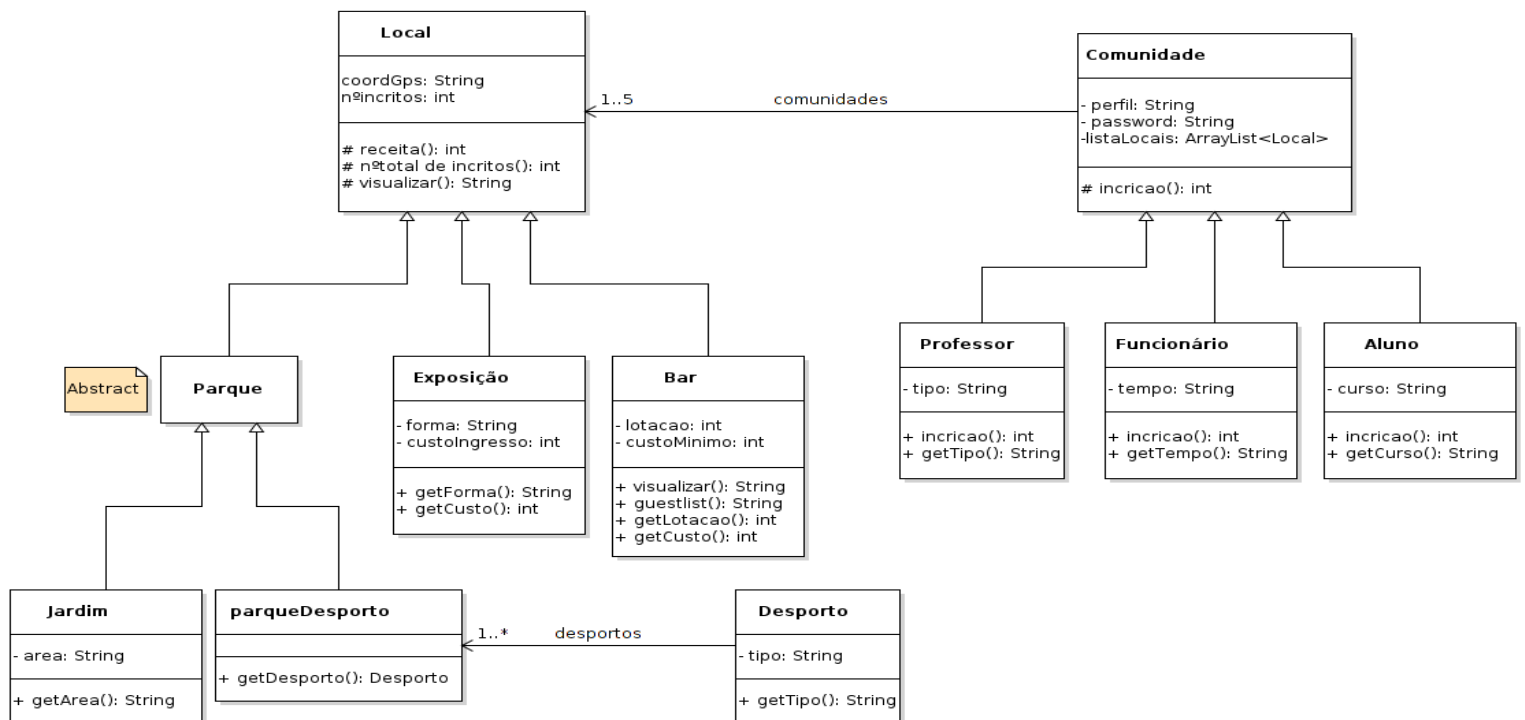 Local
coordGps: String
nºincritos: int
# receita(): int
# nºtotal de incritos(): int
# visualizar(): String
1..5
comunidades
Comunidade
- perfil: String
- password: String
-listaLocais: ArrayList<Local>
# incricao(): int
Abstract
Parque
Exposição
- forma: String
- custoIngresso: int
+ getForma(): String
+ getCusto(): int
Bar
- lotacao: int
- custoMinimo: int
+ visualizar(): String
+ guestlist(): String
+ getLotacao(): int
+ getCusto(): int
Professor
- tipo: String
+ incricao(): int
+ getTipo(): String
Funcionário
- tempo: String
+ incricao(): int
+ getTempo(): String
Aluno
- curso: String
+ incricao(): int
+ getCurso(): String
Jardim
- area: String
+ getArea(): String
parqueDesporto
+ getDesporto(): Desporto
1..*
desportos
Desporto
- tipo: String
+ getTipo(): String